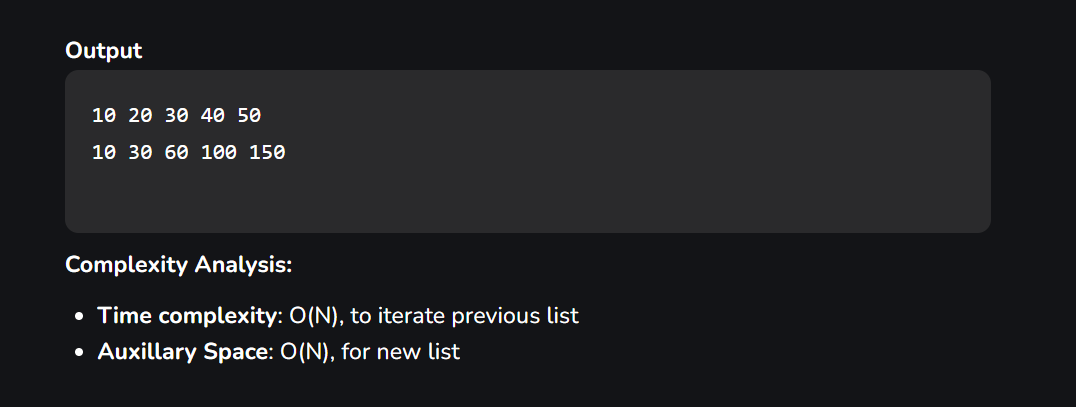 Output
10 20 30 40 50
10 30 60 100 150
Complexity Analysis:
• Time complexity: O(N), to iterate previous list
• Auxillary Space: O(N), for new list